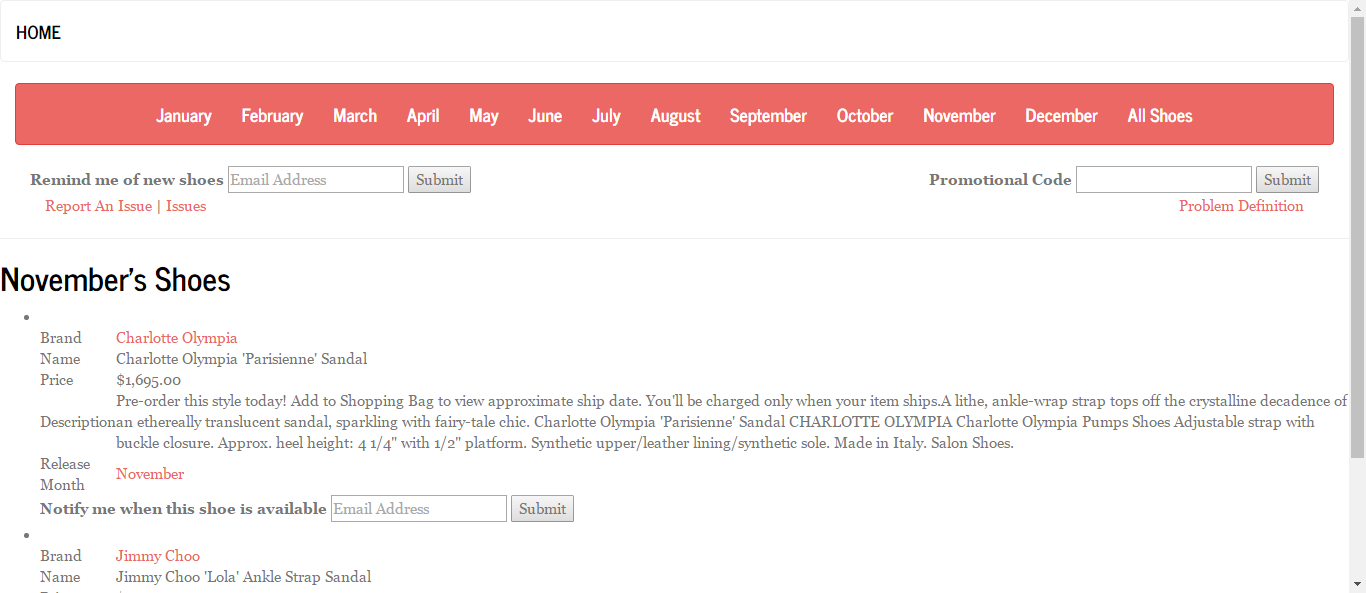 HOME
January February March April May June July August September October November December All Shoes
Remind me of new shoes Email Address Submit Promotional Code Submit
Report An Issue | Issues Problem Definition
November's Shoes
Brand Charlotte Olympia
Name Charlotte Olympia 'Parisienne' Sandal
Price $1,695.00
Pre-order this style today! Add to Shopping Bag to view approximate ship date. You'll be charged only when your item ships.A lithe, ankle-wrap strap tops off the crystalline decadence of
Description an ethereally translucent sandal, sparkling with fairy-tale chic. Charlotte Olympia 'Parisienne' Sandal CHARLOTTE OLYMPIA Charlotte Olympia Pumps Shoes Adjustable strap with
buckle closure. Approx. heel height: 4 1/4" with 1/2" platform. Synthetic upper/leather lining/synthetic sole. Made in Italy. Salon Shoes.
Release
Month November
Notify me when this shoe is available Email Address Submit
Brand Jimmy Choo
Name Jimmy Choo 'Lola' Ankle Strap Sandal